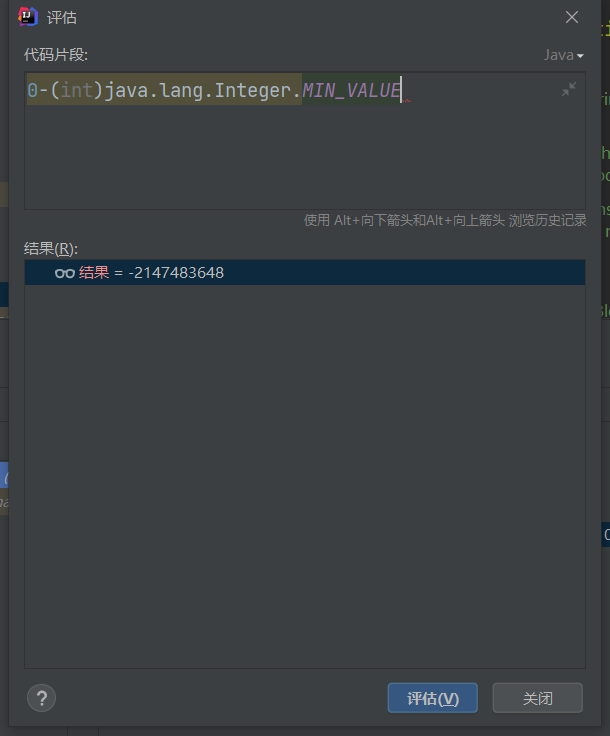 评估
代码片段:
Java
0-(int)java.lang.Integer.MIN_VALUE
使用 Alt+向下箭头和Alt+向上箭头 浏览历史记录
结果(R):
结果 = -2147483648
?
评估(V)
关闭